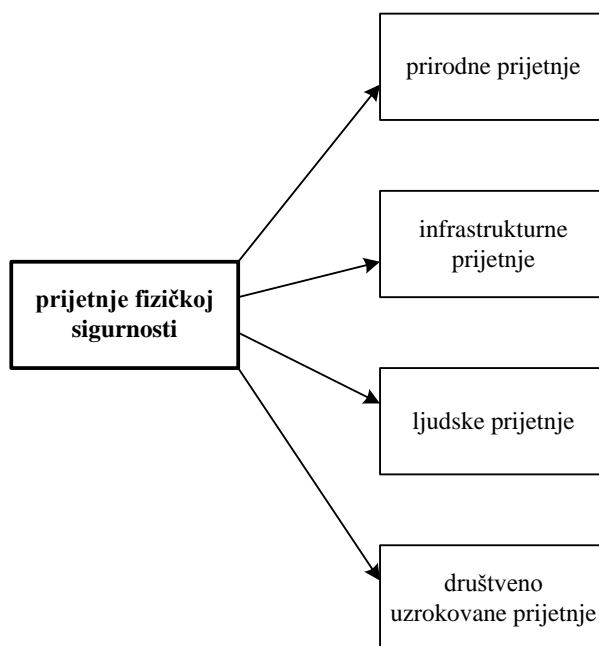 prirodne prijetnje
infrastrukturne
prijetnje
prijetnje fizičkoj
sigurnosti
ljudske prijetnje
društveno
uzrokovane prijetnje